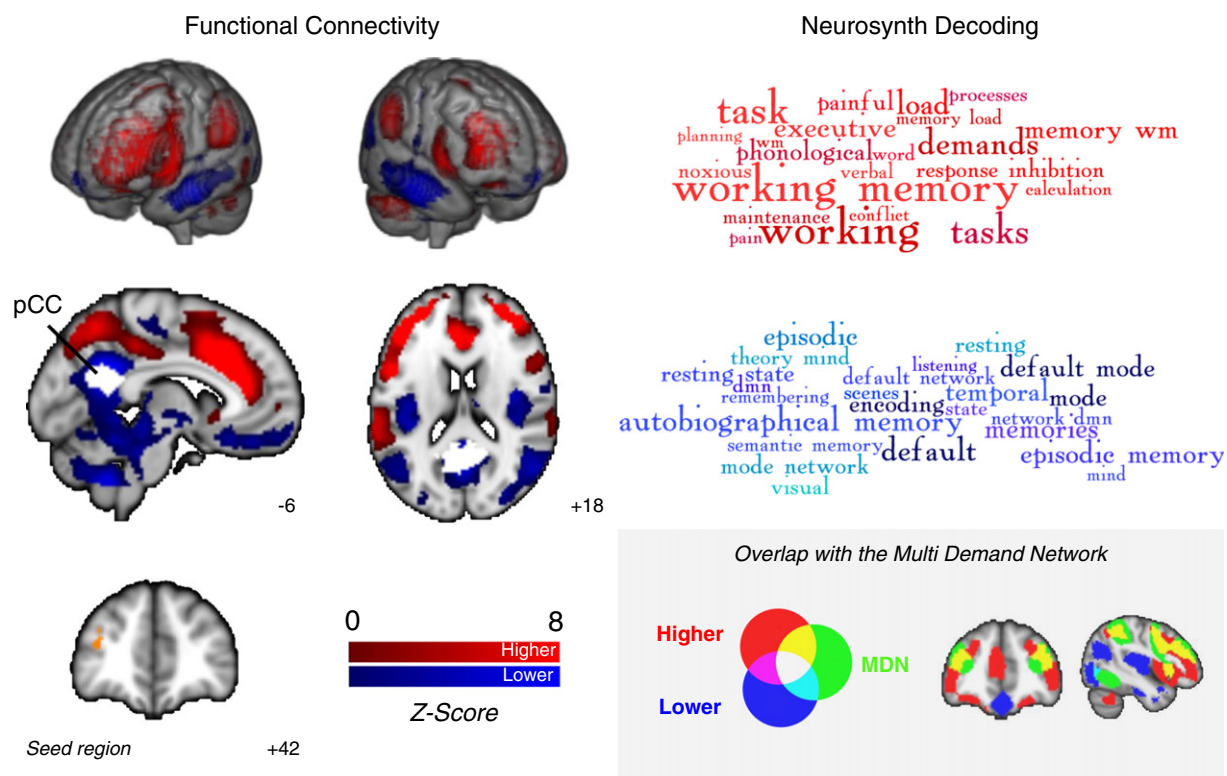 Functional Connectivity
Neurosynth Decoding
task painful load processes
memory load
planning wm executive demands memory wm
phonological word
noxious verbal response inhibition
working memory calculation
maintenance conflict
pain working tasks
pCC
-6
+18
episodic
theory mind resting
resting state listening default mode
dmn default network
remembering scenes temporal mode
encoding state network dmn
autobiographical memory memories
semantic memory default episodic memory
mode network mind
visual
Overlap with the Multi Demand Network
Higher
MDN
Lower
0 8
Higher
Lower
Z-Score
Seed region +42